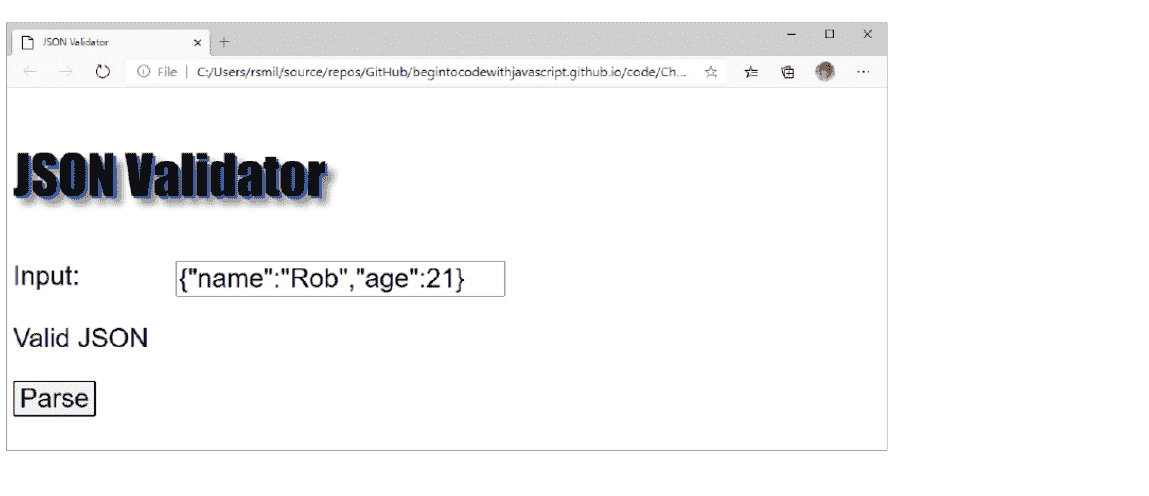 JSON Validator
File | C:/Users/rsmil/source/repos/GitHub/begintocodewithjavascript.github.io/code/Ch...
JSON Validator
Input: {"name":"Rob","age":21}
Valid JSON
Parse